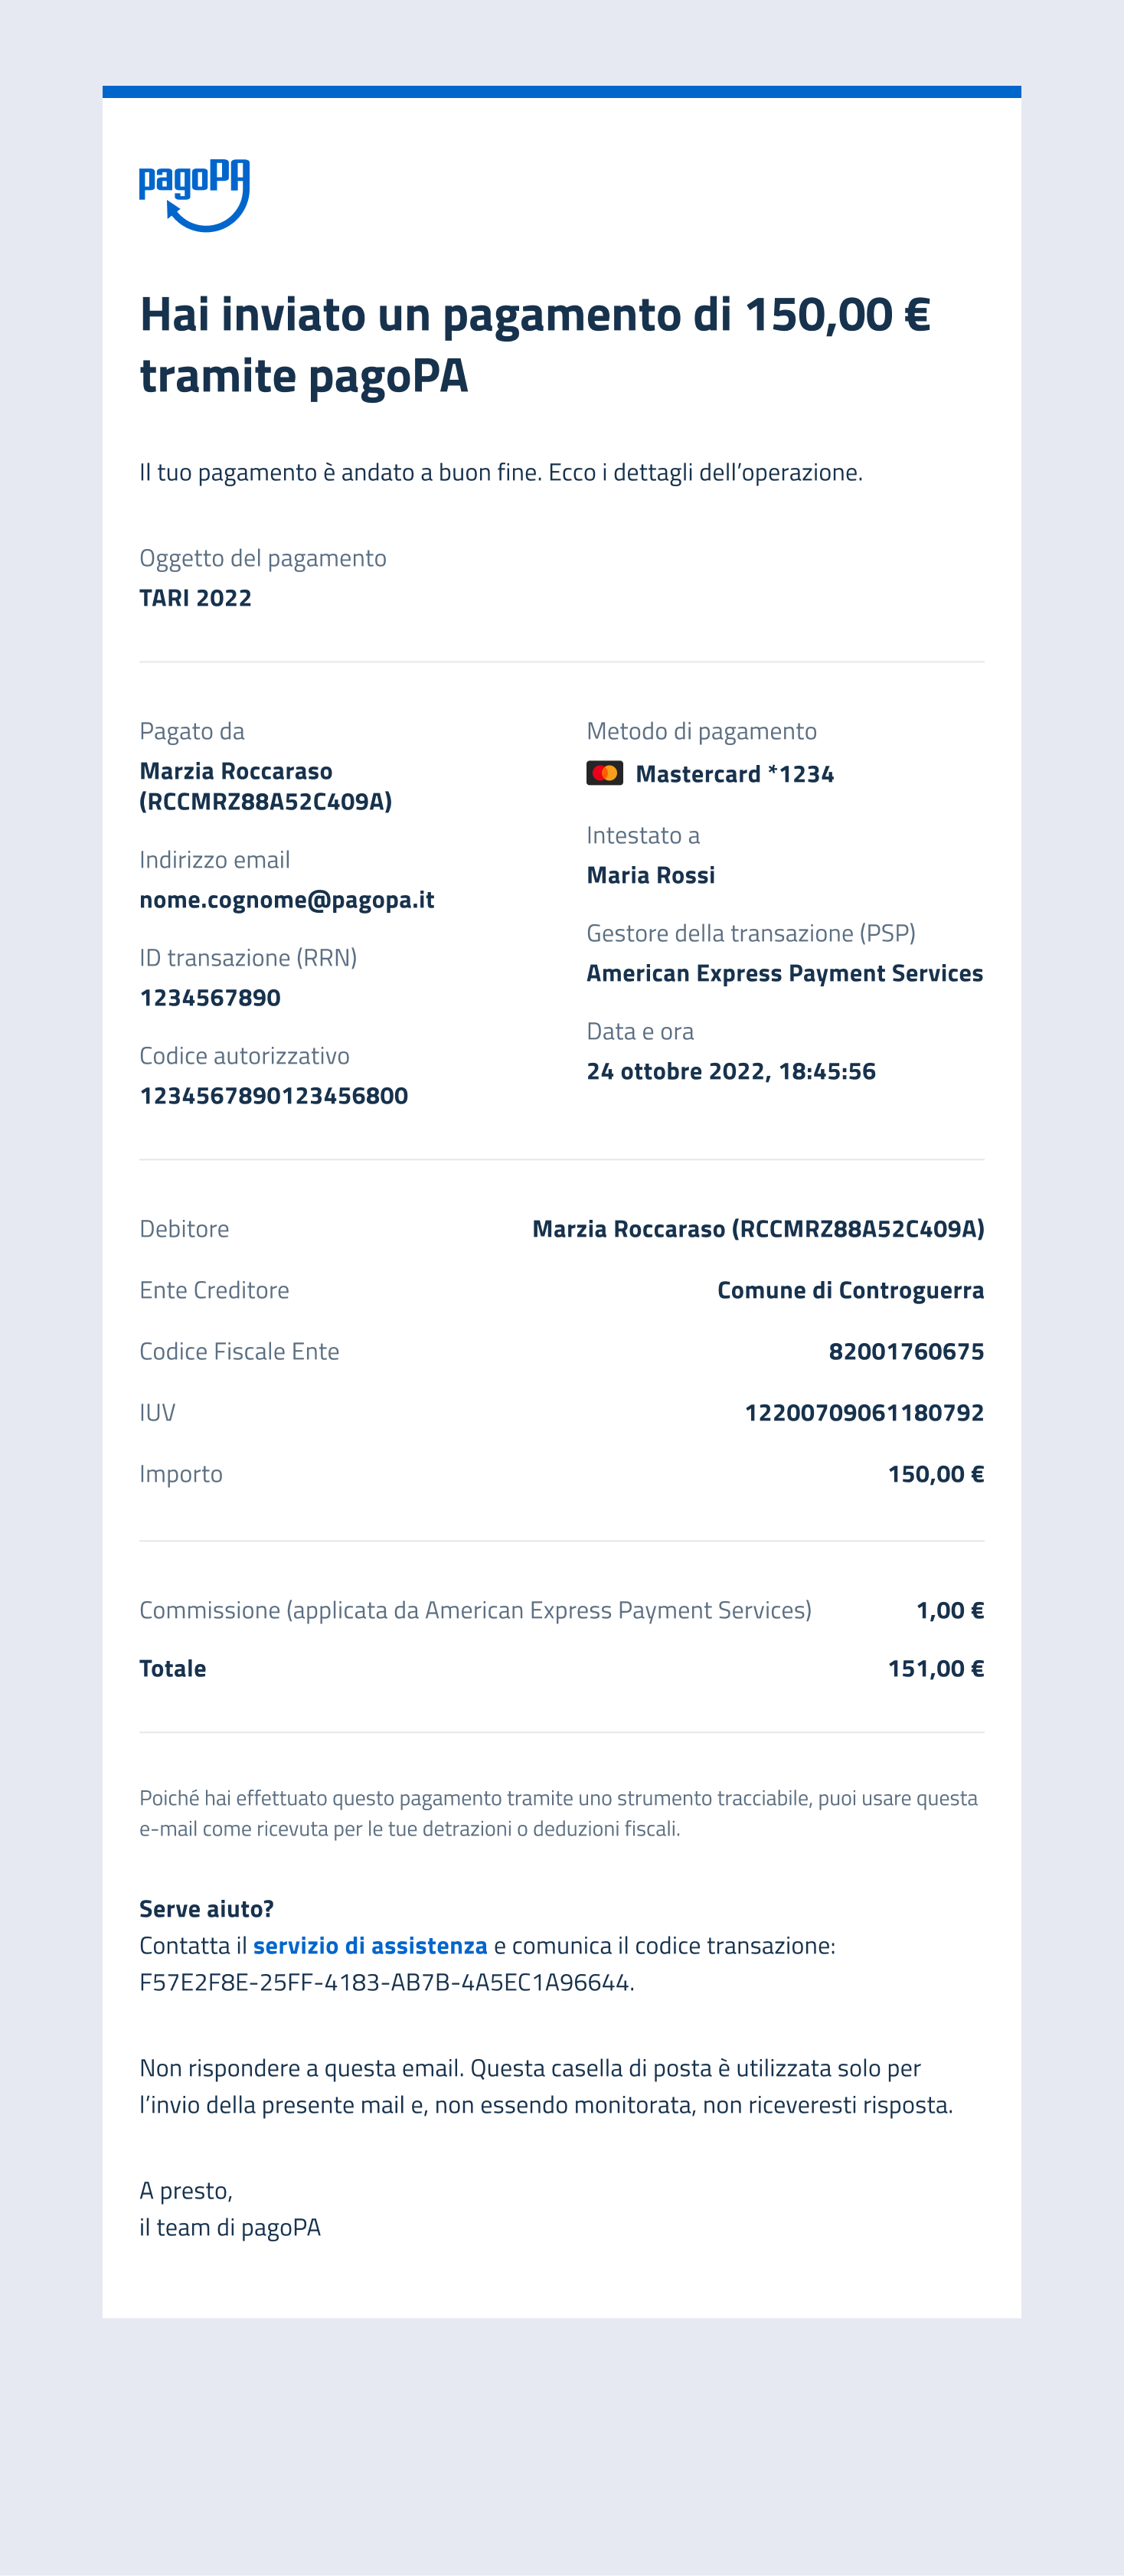 pagoPA
Hai inviato un pagamento di 150,00 €
tramite pagoPA
Il tuo pagamento è andato a buon fine. Ecco i dettagli dell’operazione.
Oggetto del pagamento
TARI 2022
Pagato da
Marzia Roccaraso
(RCCMRZ88A52C409A)
Indirizzo email
nome.cognome@pagopa.it
ID transazione (RRN)
1234567890
Codice autorizzativo
1234567890123456800
Metodo di pagamento
Mastercard *1234
Intestato a
Maria Rossi
Gestore della transazione (PSP)
American Express Payment Services
Data e ora
24 ottobre 2022, 18:45:56
Debitore Marzia Roccaraso (RCCMRZ88A52C409A)
Ente Creditore Comune di Controguerra
Codice Fiscale Ente 82001760675
IUV 12200709061180792
Importo 150,00 €
Commissione (applicata da American Express Payment Services) 1,00 €
Totale 151,00 €
Poiché hai effettuato questo pagamento tramite uno strumento tracciabile, puoi usare questa
e-mail come ricevuta per le tue detrazioni o deduzioni fiscali.
Serve aiuto?
Contatta il servizio di assistenza e comunica il codice transazione:
F57E2F8E-25FF-4183-AB7B-4A5EC1A96644.
Non rispondere a questa email. Questa casella di posta è utilizzata solo per
l’invio della presente mail e, non essendo monitorata, non riceveresti risposta.
A presto,
il team di pagoPA